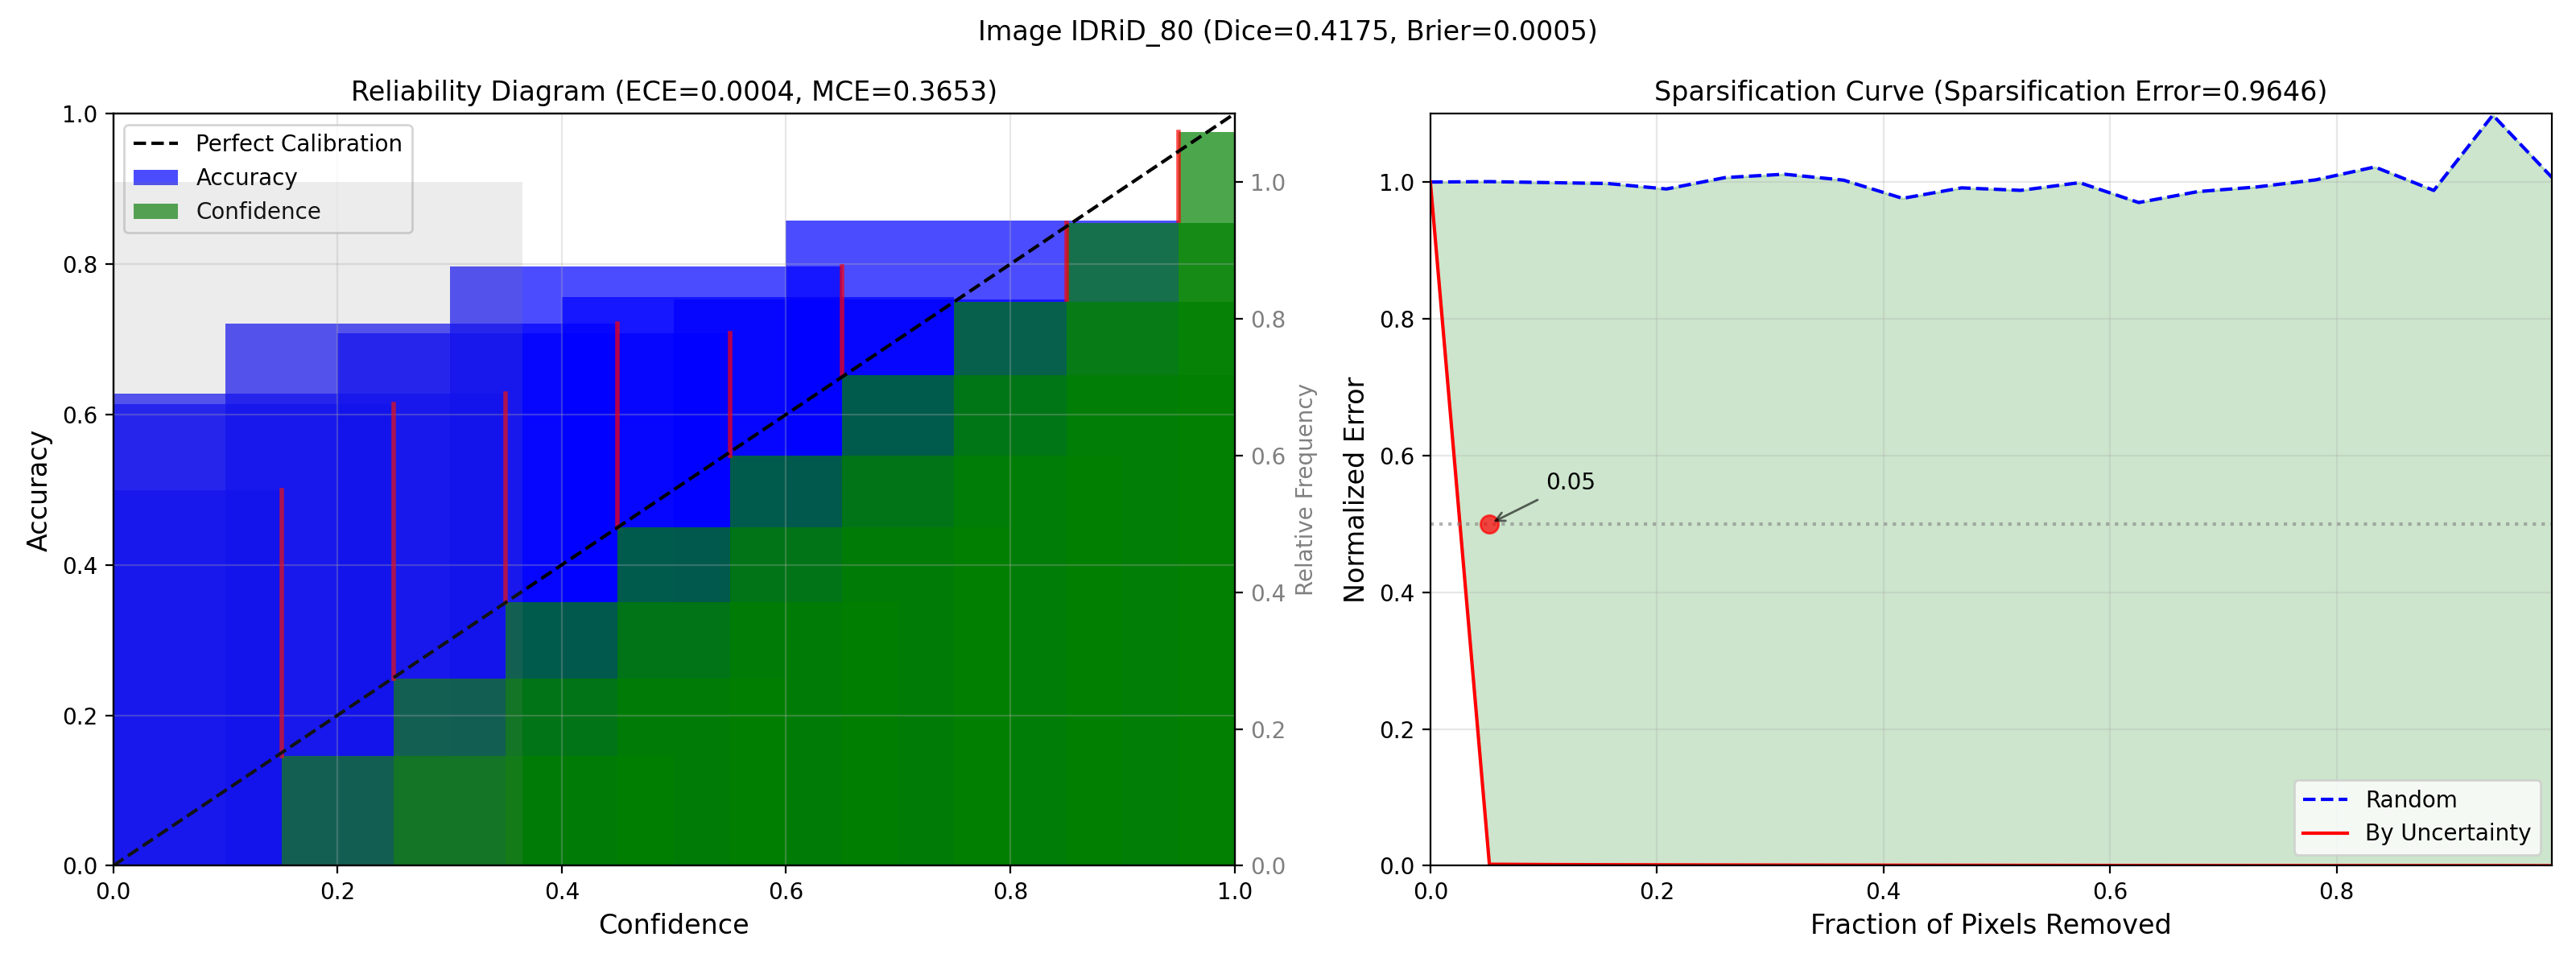 Image IDRiD_80 (Dice=0.4175, Brier=0.0005)
Reliability Diagram (ECE=0.0004, MCE=0.3653)
Perfect Calibration
Accuracy
Confidence
1.0
0.8
0.6
0.4
0.2
0.0
Accuracy
0.0
0.2
0.4
0.6
0.8
1.0
Confidence
1.0
0.8
0.6
0.4
0.2
0.0
Relative Frequency
Sparsification Curve (Sparsification Error=0.9646)
1.0
0.8
0.6
0.4
0.2
0.0
Normalized Error
0.05
Random
By Uncertainty
0.0
0.2
0.4
0.6
0.8
Fraction of Pixels Removed